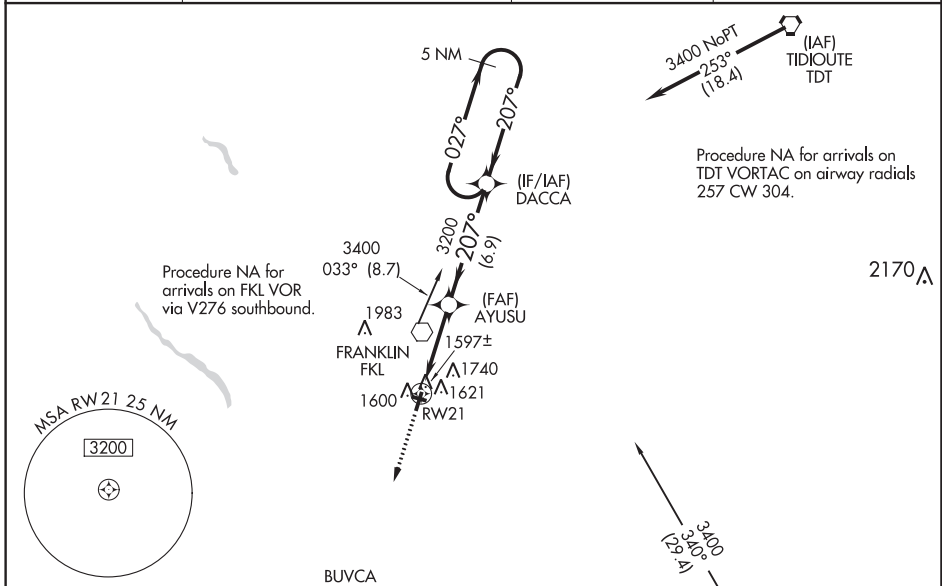 5 NM
3400 NoPT
253°
(18.4)
(IAF)
TIDIOUTE
TDT
027°
207°
Procedure NA for arrivals on
TDT VORTAC on airway radials
257 CW 304.
(IF/IAF)
DACCA
3200
207°
(6.9)
3400
033° (8.7)
2170
Procedure NA for
arrivals on FKL VOR
via V276 southbound.
(FAF)
AYUSU
1983
FRANKLIN
FKL
1597±
1740
1621
1600
RW21
MSA RW 21 25 NM
3200
3400
340°
(29.4)
BUVCA